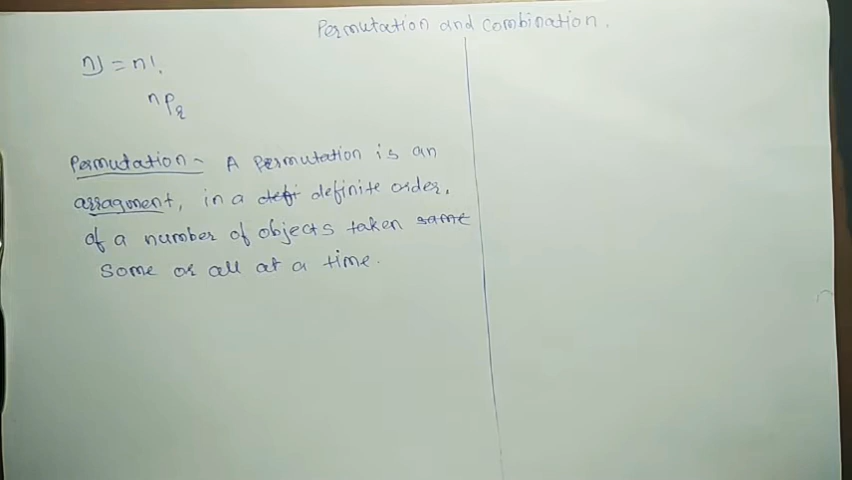 Permutation and Combination.
n⌋ = n!.
nPr
Permutation - A Permutation is an
arragment, in a defi definite order,
of a number of objects taken same
some or all at a time.